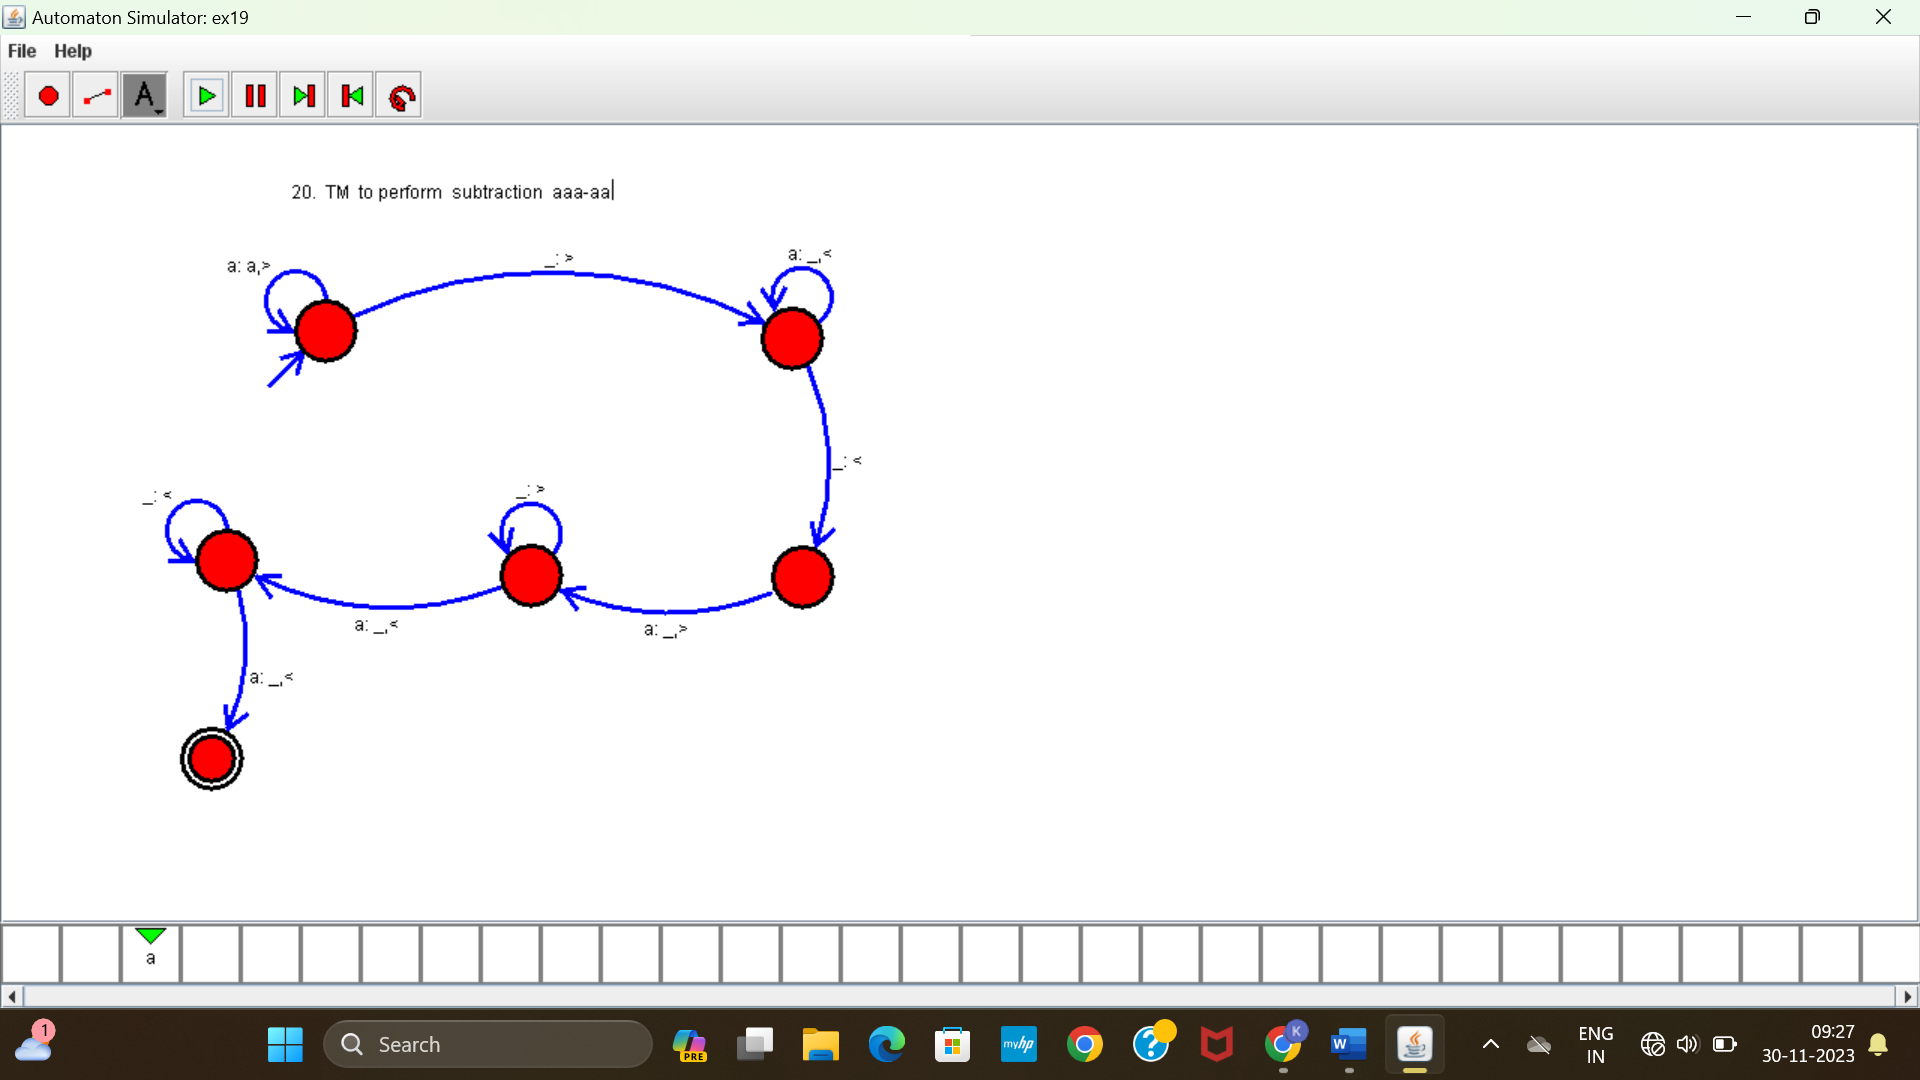 Automaton Simulator: ex19
File Help
A
20. TM to perform subtraction aaa-aa
a: a,>
_: >
a: _,<
_: <
_: <
_: >
a: _,<
a: _,>
a: _,<
a
1
Search
PRE
myhp
?
K
W
ENG
IN
09:27
30-11-2023